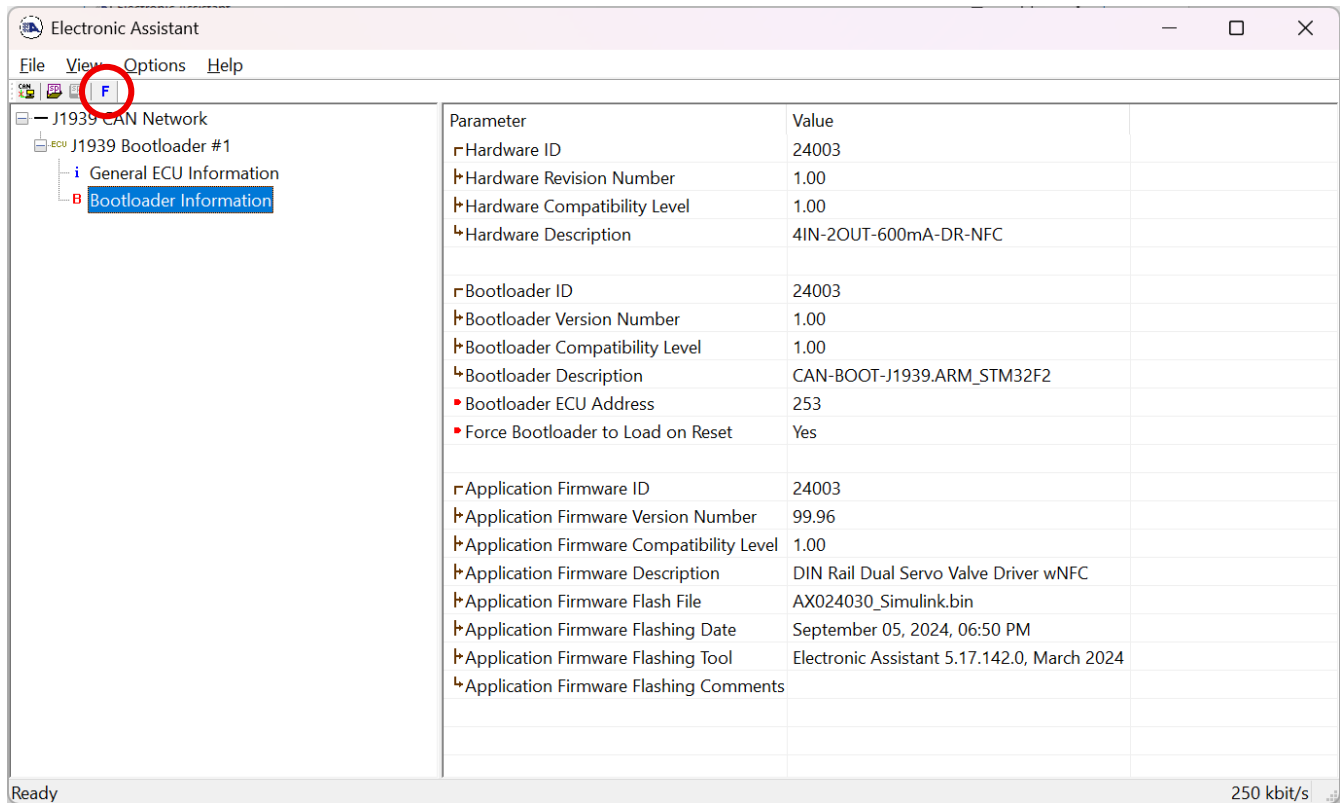 Electronic Assistant
File View Options Help
F
J1939 CAN Network
ECU J1939 Bootloader #1
i General ECU Information
B Bootloader Information
Parameter Value
Hardware ID 24003
Hardware Revision Number 1.00
Hardware Compatibility Level 1.00
Hardware Description 4IN-2OUT-600mA-DR-NFC
Bootloader ID 24003
Bootloader Version Number 1.00
Bootloader Compatibility Level 1.00
Bootloader Description CAN-BOOT-J1939.ARM_STM32F2
Bootloader ECU Address 253
Force Bootloader to Load on Reset Yes
Application Firmware ID 24003
Application Firmware Version Number 99.96
Application Firmware Compatibility Level 1.00
Application Firmware Description DIN Rail Dual Servo Valve Driver wNFC
Application Firmware Flash File AX024030_Simulink.bin
Application Firmware Flashing Date September 05, 2024, 06:50 PM
Application Firmware Flashing Tool Electronic Assistant 5.17.142.0, March 2024
Application Firmware Flashing Comments
Ready 250 kbit/s